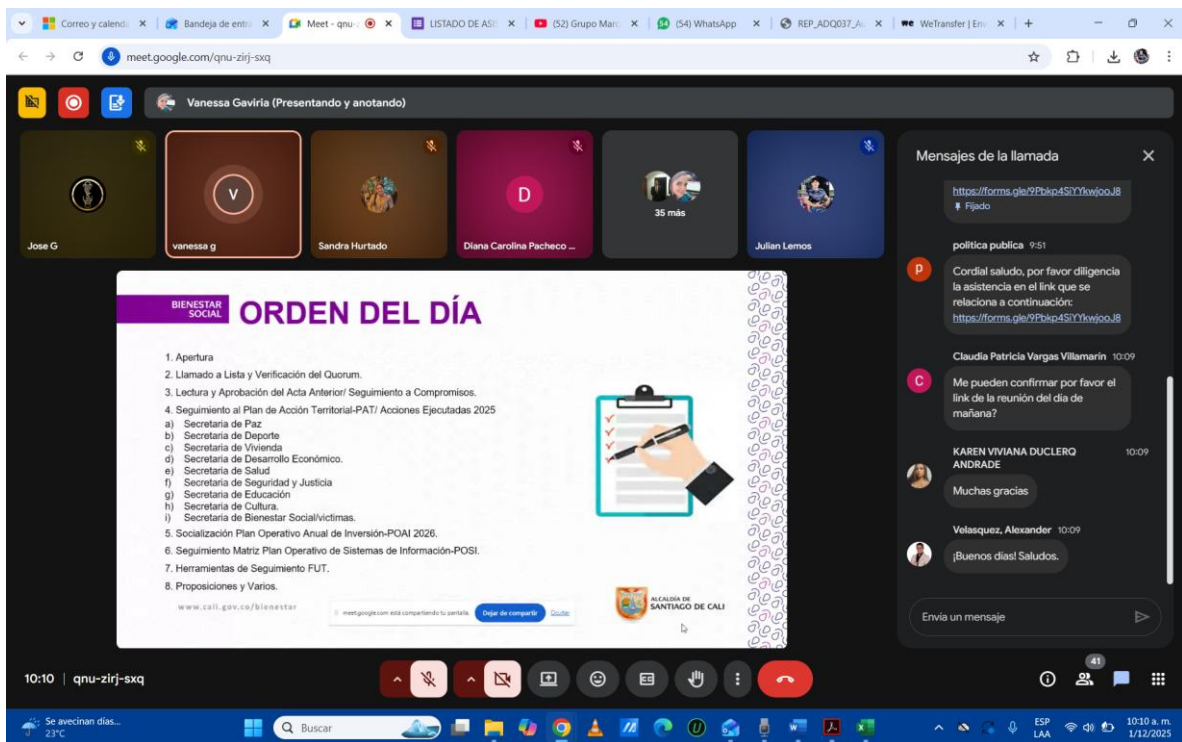 Correo y calenda
Bandeja de entra
Meet - qnu-z
LISTADO DE ASIS
(52) Grupo Marc
(54) WhatsApp
REP_ADQ037_A
we WeTransfer | Env
meet.google.com/qnu-zirj-sxq
Vanessa Gaviria (Presentando y anotando)
Jose G
V
vanessa g
Sandra Hurtado
D
Diana Carolina Pacheco ...
35 más
Julian Lemos
BIENESTAR
SOCIAL
ORDEN DEL DÍA
1. Apertura
2. Llamado a Lista y Verificación del Quorum.
3. Lectura y Aprobación del Acta Anterior/ Seguimiento a Compromisos.
4. Seguimiento al Plan de Acción Territorial-PAT/ Acciones Ejecutadas 2025
a) Secretaria de Paz
b) Secretaria de Deporte
c) Secretaria de Vivienda
d) Secretaria de Desarrollo Económico.
e) Secretaria de Salud
f) Secretaria de Seguridad y Justicia
g) Secretaria de Educación
h) Secretaria de Cultura.
i) Secretaria de Bienestar Social/victimas.
5. Socialización Plan Operativo Anual de Inversión-POAI 2026.
6. Seguimiento Matriz Plan Operativo de Sistemas de Información-POSI.
7. Herramientas de Seguimiento FUT.
8. Proposiciones y Varios.
www.cali.gov.co/bienestar
meet.google.com está compartiendo tu pantalla.
Dejar de compartir
Ocultar
ALCALDÍA DE
SANTIAGO DE CALI
Mensajes de la llamada
https://forms.gle/9Pbkp4SiYYkwjooJ8
Fijado
politica publica 9:51
P
Cordial saludo, por favor diligencia
la asistencia en el link que se
relaciona a continuación:
https://forms.gle/9Pbkp4SiYYkwjooJ8
Claudia Patricia Vargas Villamarin 10:09
C
Me pueden confirmar por favor el
link de la reunión del día de
mañana?
KAREN VIVIANA DUCLERQ
ANDRADE
10:09
Muchas gracias
Velasquez, Alexander 10:09
¡Buenos días! Saludos.
Envía un mensaje
10:10 | qnu-zirj-sxq
41
Se avecinan días...
23°C
Buscar
ESP
LAA
10:10 a. m.
1/12/2025